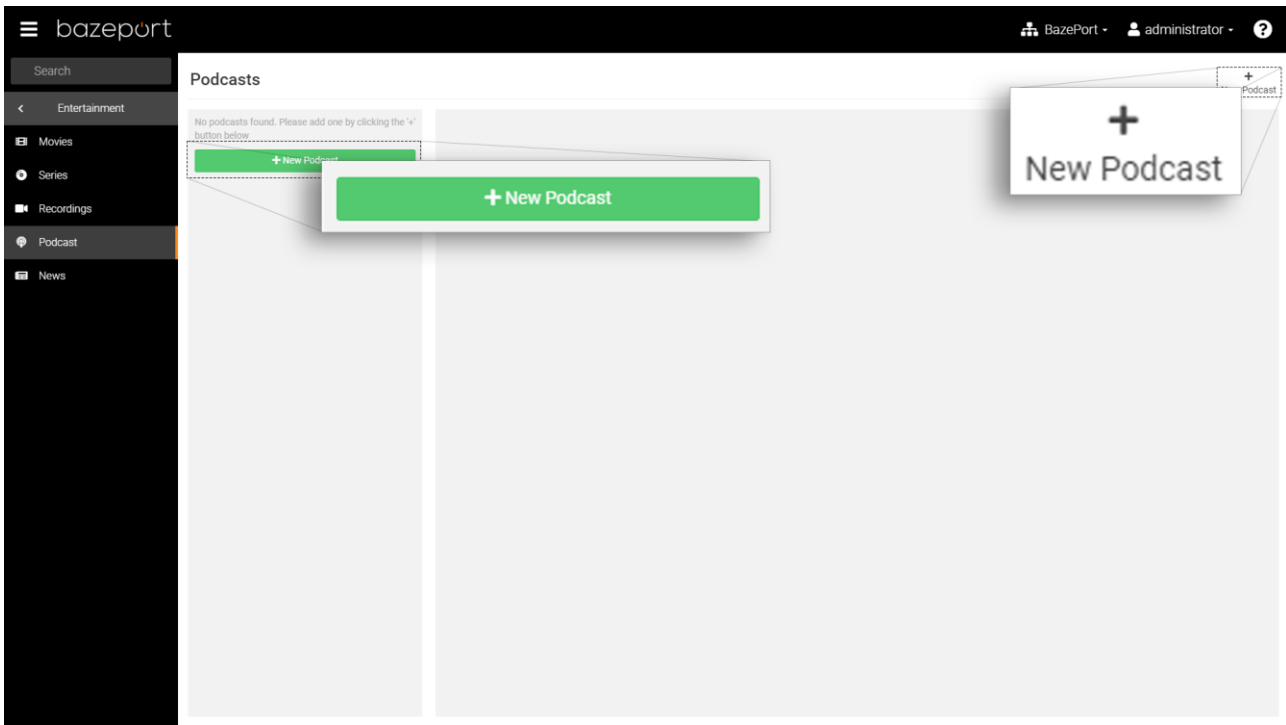 bazeport
BazePort
administrator
?
Search
Entertainment
Movies
Series
Recordings
Podcast
News
Podcasts
New Podcast
No podcasts found. Please add one by clicking the '+'
button below
+ New Podcast
+ New Podcast
+
New Podcast